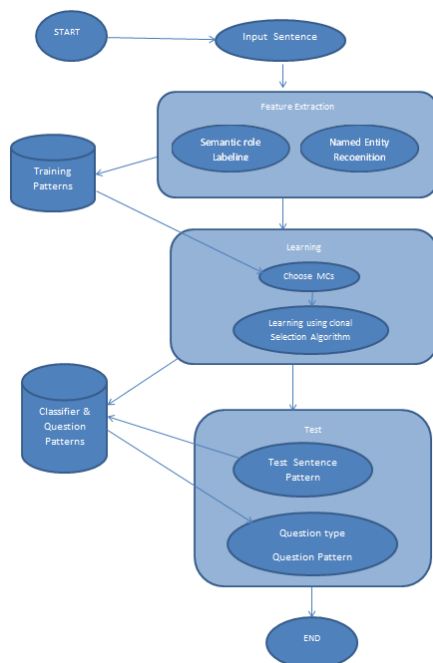 START
Input Sentence
Feature Extraction
Semantic role
Labeline
Named Entity
Recoenition
Training
Patterns
Learning
Choose MCs
Learning using clonal
Selection Algorithm
Classifier &
Question
Patterns
Test
Test Sentence
Pattern
Question type
Question Pattern
END